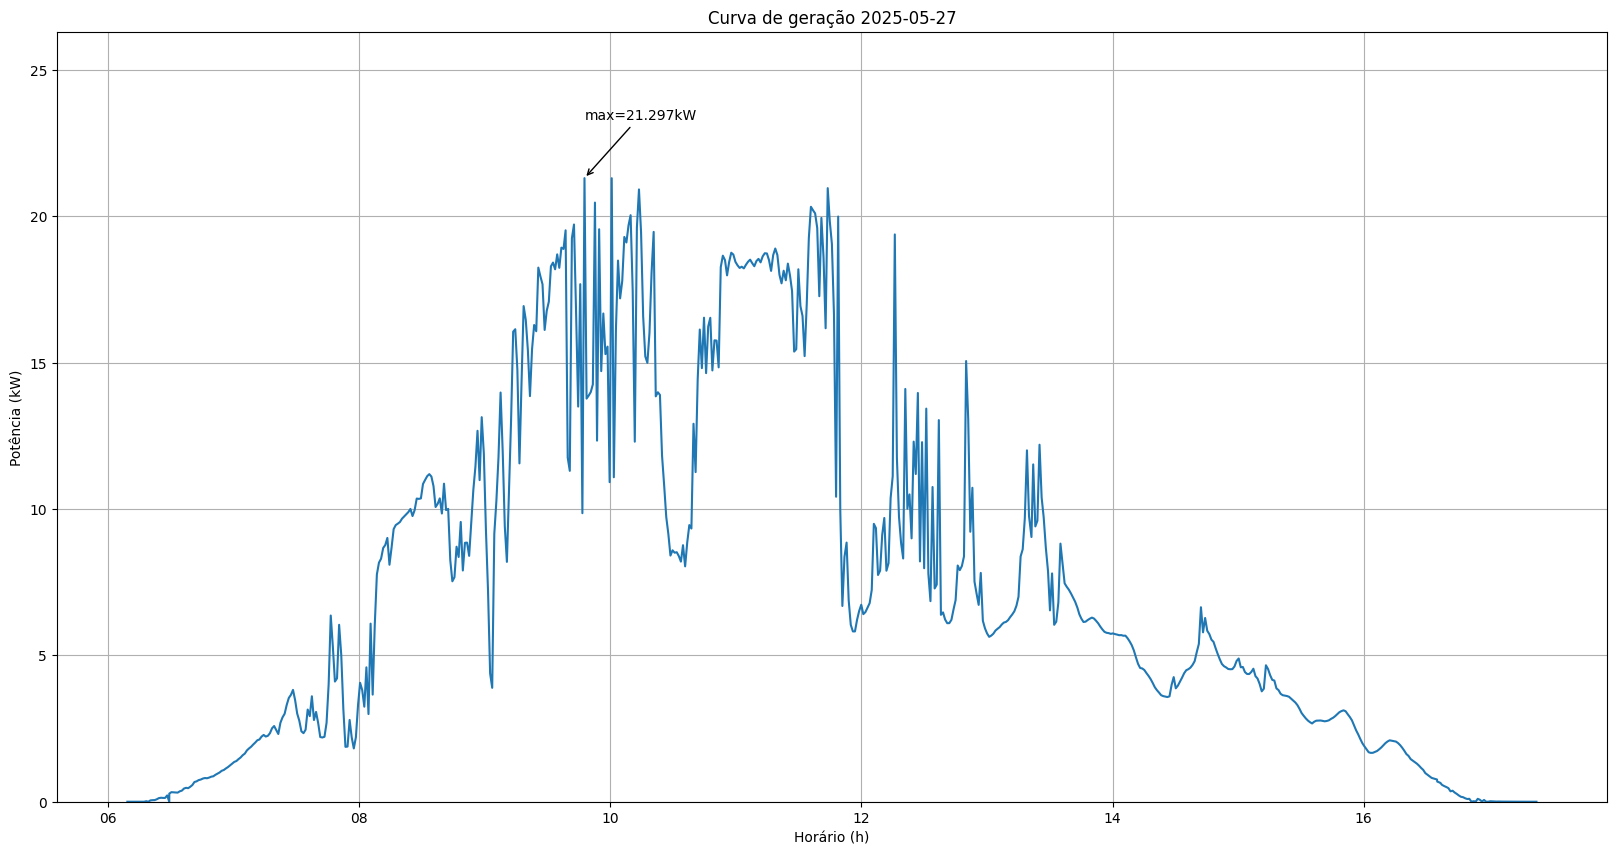 Curva de geração 2025-05-27
25
max=21.297kW
20
15
Potência (kW)
10
5
0
06 08 10 12 14 16
Horário (h)